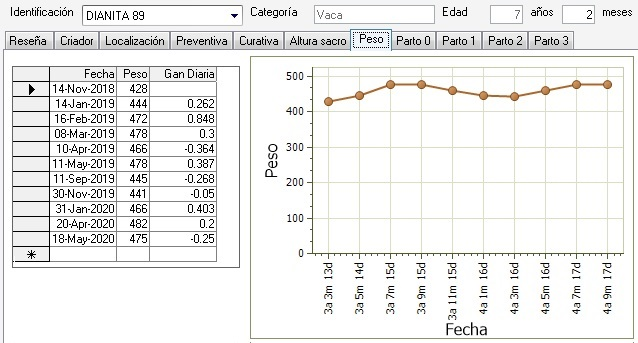 Identificación DIANITA 89 Categoría Vaca Edad 7 años 2 meses
Reseña Criador Localización Preventiva Curativa Altura sacro Peso Parto 0 Parto 1 Parto 2 Parto 3
Fecha Peso Gan Diaria
14-Nov-2018 428
14-Jan-2019 444 0.262
16-Feb-2019 472 0.848
08-Mar-2019 478 0.3
10-Apr-2019 466 -0.364
11-May-2019 478 0.387
11-Sep-2019 445 -0.268
30-Nov-2019 441 -0.05
31-Jan-2020 466 0.403
20-Apr-2020 482 0.2
18-May-2020 475 -0.25
*
Peso
500
400
300
200
100
0
3a 3m 13d
3a 5m 14d
3a 7m 15d
3a 9m 15d
3a 11m 15d
4a 1m 16d
4a 3m 16d
4a 5m 16d
4a 7m 17d
4a 9m 17d
Fecha